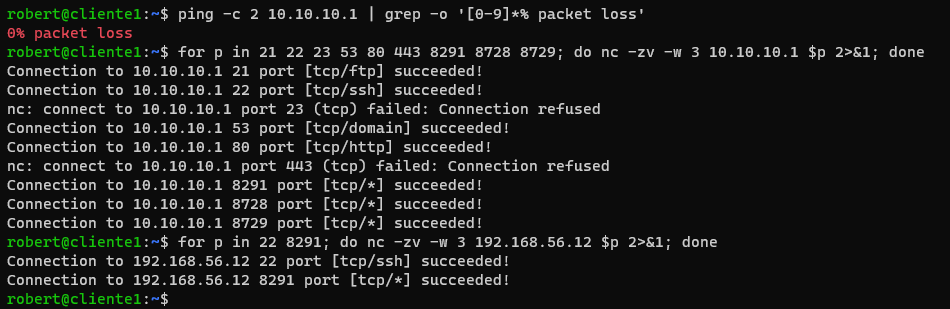 robert@cliente1:~$ ping -c 2 10.10.10.1 | grep -o '[0-9]*% packet loss'
0% packet loss
robert@cliente1:~$ for p in 21 22 23 53 80 443 8291 8728 8729; do nc -zv -w 3 10.10.10.1 $p 2>&1; done
Connection to 10.10.10.1 21 port [tcp/ftp] succeeded!
Connection to 10.10.10.1 22 port [tcp/ssh] succeeded!
nc: connect to 10.10.10.1 port 23 (tcp) failed: Connection refused
Connection to 10.10.10.1 53 port [tcp/domain] succeeded!
Connection to 10.10.10.1 80 port [tcp/http] succeeded!
nc: connect to 10.10.10.1 port 443 (tcp) failed: Connection refused
Connection to 10.10.10.1 8291 port [tcp/*] succeeded!
Connection to 10.10.10.1 8728 port [tcp/*] succeeded!
Connection to 10.10.10.1 8729 port [tcp/*] succeeded!
robert@cliente1:~$ for p in 22 8291; do nc -zv -w 3 192.168.56.12 $p 2>&1; done
Connection to 192.168.56.12 22 port [tcp/ssh] succeeded!
Connection to 192.168.56.12 8291 port [tcp/*] succeeded!
robert@cliente1:~$